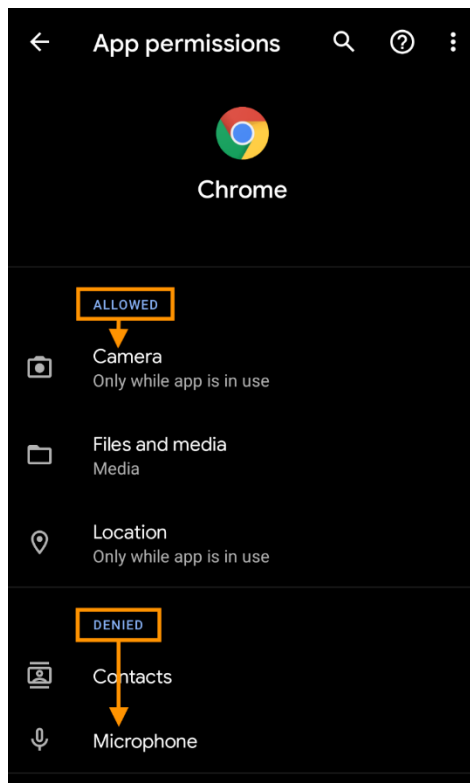 App permissions
Chrome
ALLOWED
Camera
Only while app is in use
Files and media
Media
Location
Only while app is in use
DENIED
Contacts
Microphone